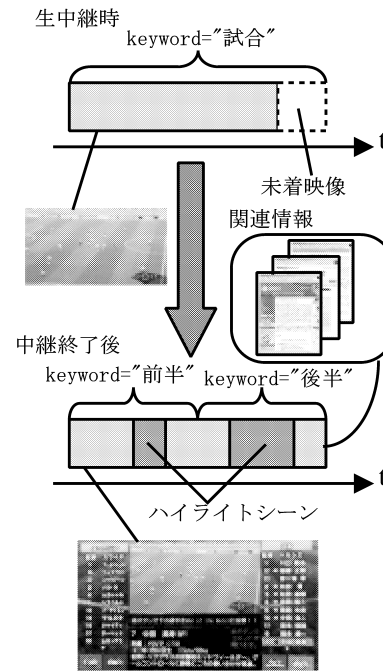 生中継時
keyword="試合"
t
未着映像
関連情報
中継終了後
keyword="前半"
keyword="後半"
t
ハイライトシーン